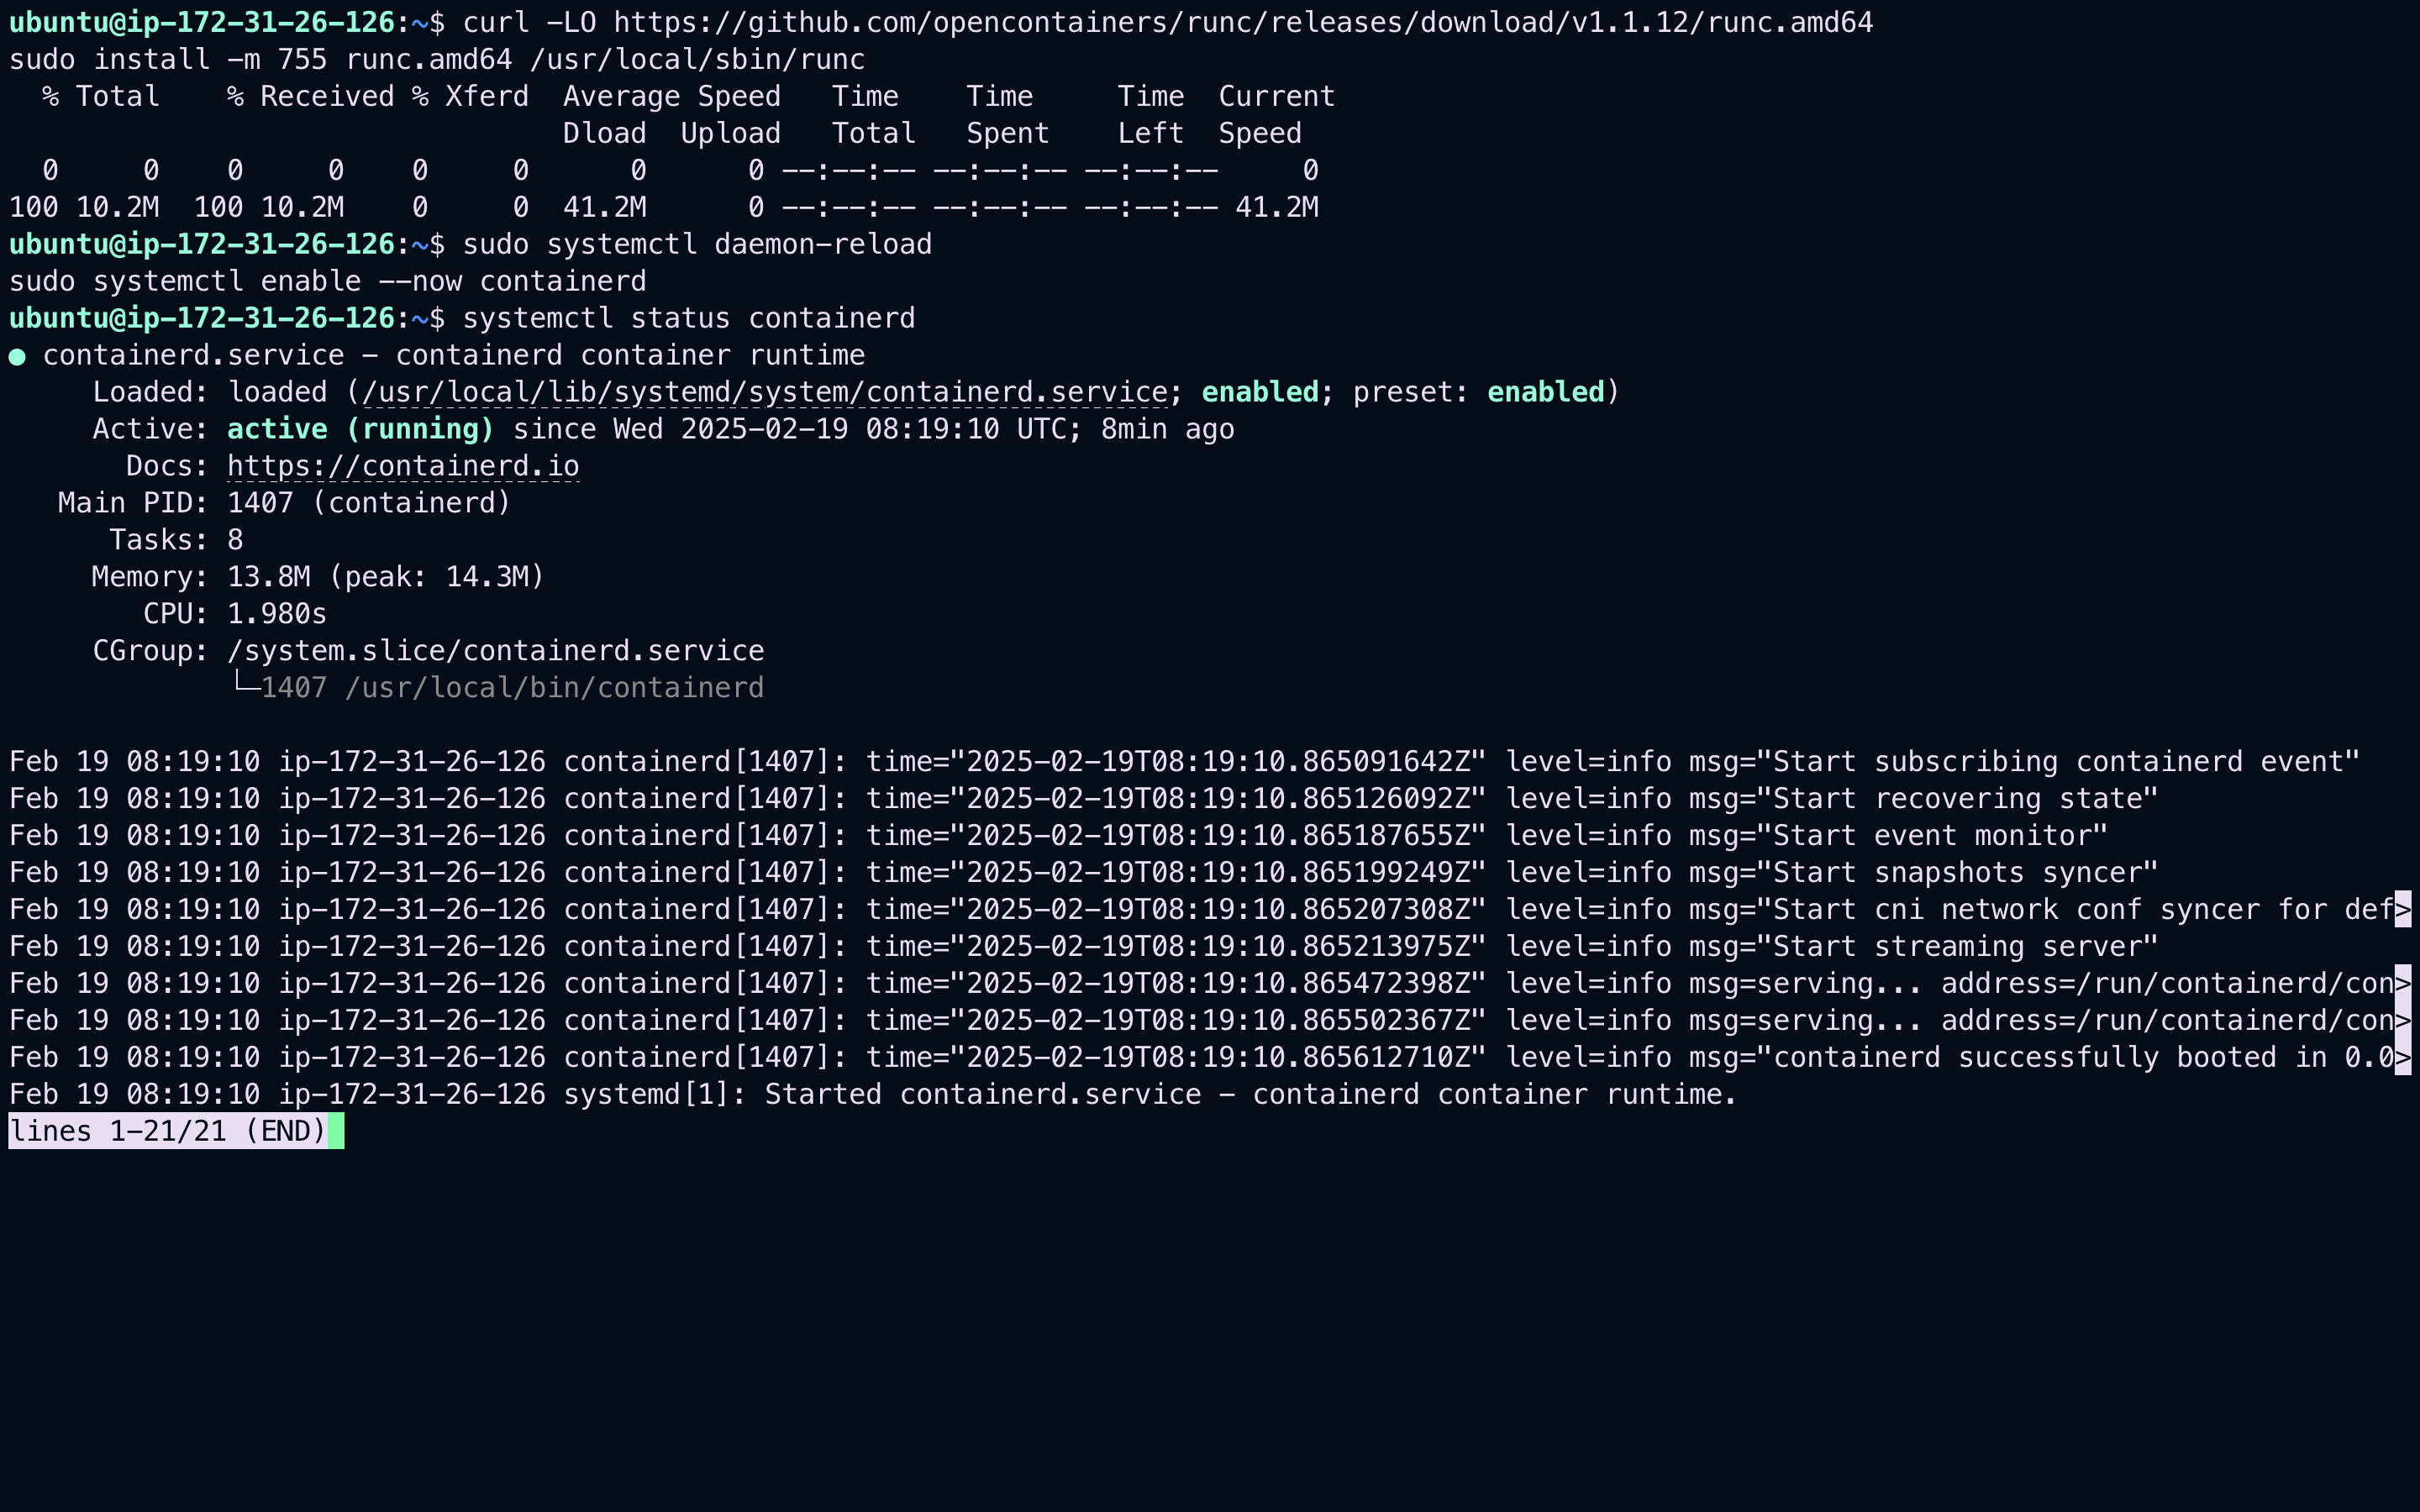 ubuntu@ip-172-31-26-126:~$ curl -LO https://github.com/opencontainers/runc/releases/download/v1.1.12/runc.amd64
sudo install -m 755 runc.amd64 /usr/local/sbin/runc
  % Total    % Received % Xferd  Average Speed   Time    Time     Time  Current
                                 Dload  Upload   Total   Spent    Left  Speed
  0     0    0     0    0     0      0      0 --:--:-- --:--:-- --:--:--     0
100 10.2M  100 10.2M    0     0  41.2M      0 --:--:-- --:--:-- --:--:-- 41.2M
ubuntu@ip-172-31-26-126:~$ sudo systemctl daemon-reload
sudo systemctl enable --now containerd
ubuntu@ip-172-31-26-126:~$ systemctl status containerd
● containerd.service - containerd container runtime
     Loaded: loaded (/usr/local/lib/systemd/system/containerd.service; enabled; preset: enabled)
     Active: active (running) since Wed 2025-02-19 08:19:10 UTC; 8min ago
       Docs: https://containerd.io
   Main PID: 1407 (containerd)
      Tasks: 8
     Memory: 13.8M (peak: 14.3M)
        CPU: 1.980s
     CGroup: /system.slice/containerd.service
             └─1407 /usr/local/bin/containerd

Feb 19 08:19:10 ip-172-31-26-126 containerd[1407]: time="2025-02-19T08:19:10.865091642Z" level=info msg="Start subscribing containerd event"
Feb 19 08:19:10 ip-172-31-26-126 containerd[1407]: time="2025-02-19T08:19:10.865126092Z" level=info msg="Start recovering state"
Feb 19 08:19:10 ip-172-31-26-126 containerd[1407]: time="2025-02-19T08:19:10.865187655Z" level=info msg="Start event monitor"
Feb 19 08:19:10 ip-172-31-26-126 containerd[1407]: time="2025-02-19T08:19:10.865199249Z" level=info msg="Start snapshots syncer"
Feb 19 08:19:10 ip-172-31-26-126 containerd[1407]: time="2025-02-19T08:19:10.865207308Z" level=info msg="Start cni network conf syncer for def>
Feb 19 08:19:10 ip-172-31-26-126 containerd[1407]: time="2025-02-19T08:19:10.865213975Z" level=info msg="Start streaming server"
Feb 19 08:19:10 ip-172-31-26-126 containerd[1407]: time="2025-02-19T08:19:10.865472398Z" level=info msg=serving... address=/run/containerd/con>
Feb 19 08:19:10 ip-172-31-26-126 containerd[1407]: time="2025-02-19T08:19:10.865502367Z" level=info msg=serving... address=/run/containerd/con>
Feb 19 08:19:10 ip-172-31-26-126 containerd[1407]: time="2025-02-19T08:19:10.865612710Z" level=info msg="containerd successfully booted in 0.0>
Feb 19 08:19:10 ip-172-31-26-126 systemd[1]: Started containerd.service - containerd container runtime.
lines 1-21/21 (END)